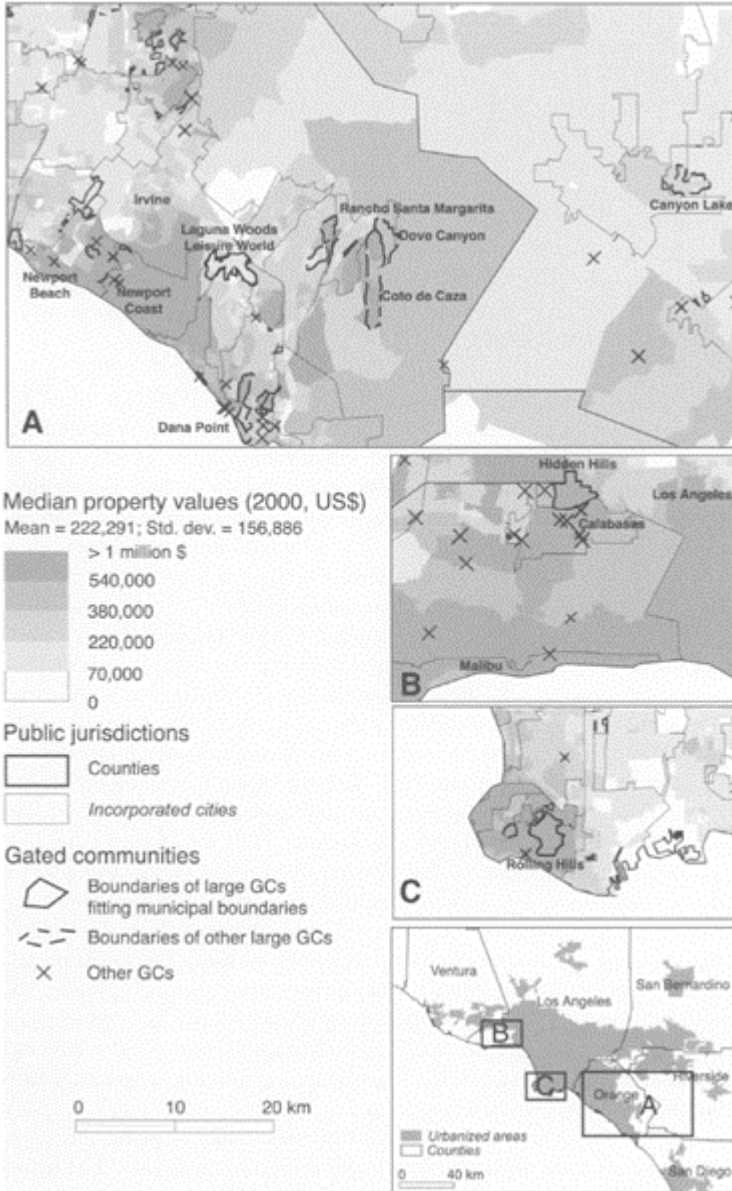 Irvine
Rancho Santa Margarita
Canyon Lake
Laguna Woods
Leisure World
Dove Canyon
Newport
Beach
Newport
Coast
Coto de Caza
Dana Point
A
Median property values (2000, US$)
Mean = 222,291; Std. dev. = 156,886
> 1 million $
540,000
380,000
220,000
70,000
0
Public jurisdictions
Counties
Incorporated cities
Gated communities
Boundaries of large GCs
fitting municipal boundaries
Boundaries of other large GCs
Other GCs
0 20 km
Hidden Hills
Los Angeles
Calabasas
Malibu
B
Rolling Hills
C
Ventura
San Bernardino
Los Angeles
B
C
Riverside
Orange
A
Urbanized areas
Counties
San Diego
0 40 km